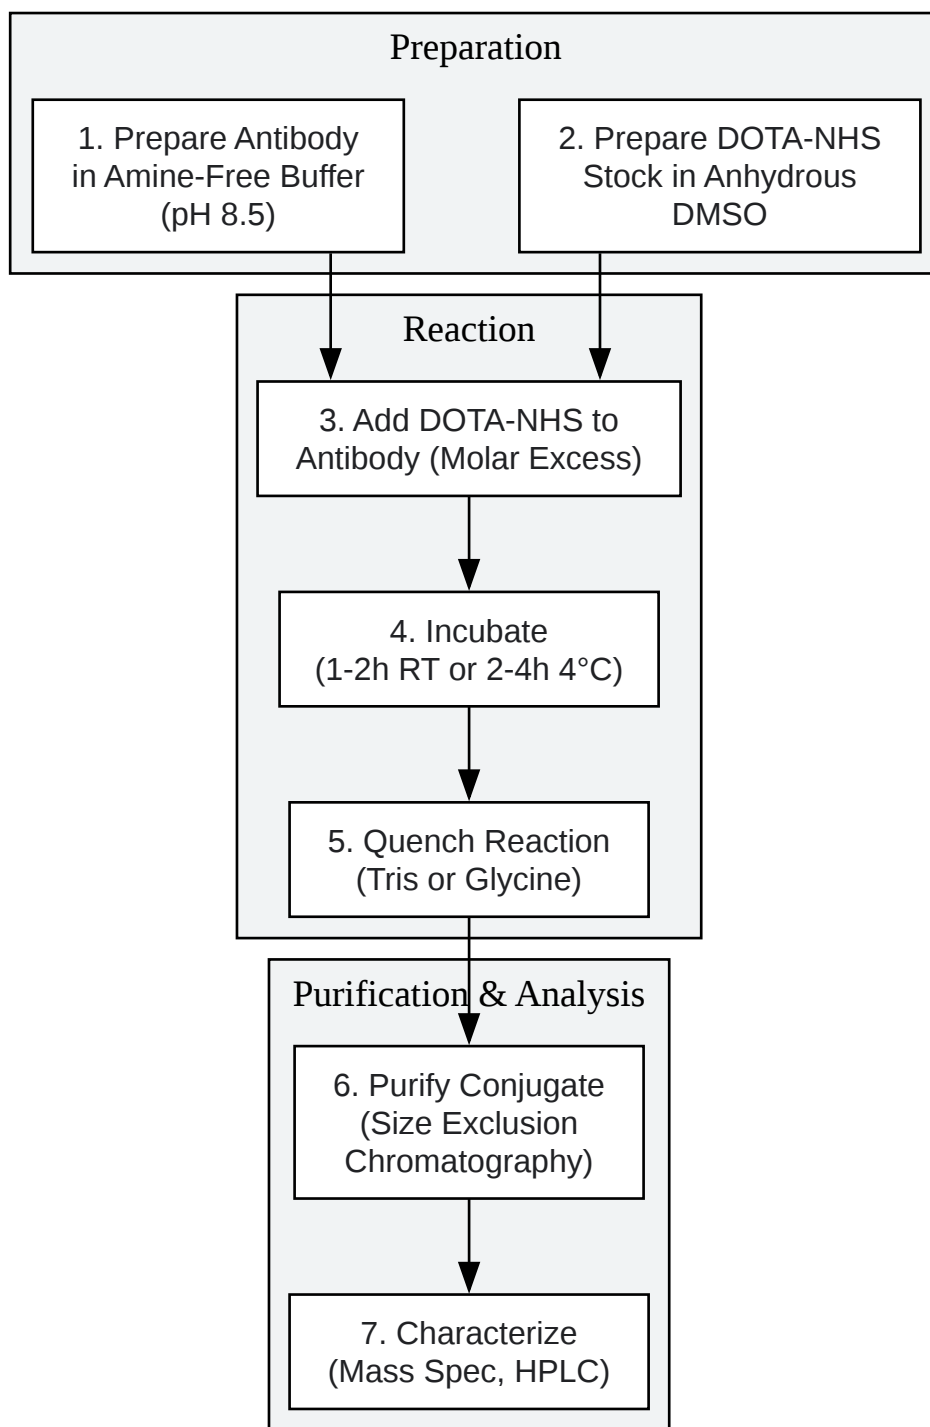 Preparation
1. Prepare Antibody
in Amine-Free Buffer
(pH 8.5)
2. Prepare DOTA-NHS
Stock in Anhydrous
DMSO
Reaction
3. Add DOTA-NHS to
Antibody (Molar Excess)
4. Incubate
(1-2h RT or 2-4h 4°C)
5. Quench Reaction
(Tris or Glycine)
Purification & Analysis
6. Purify Conjugate
(Size Exclusion
Chromatography)
7. Characterize
(Mass Spec, HPLC)